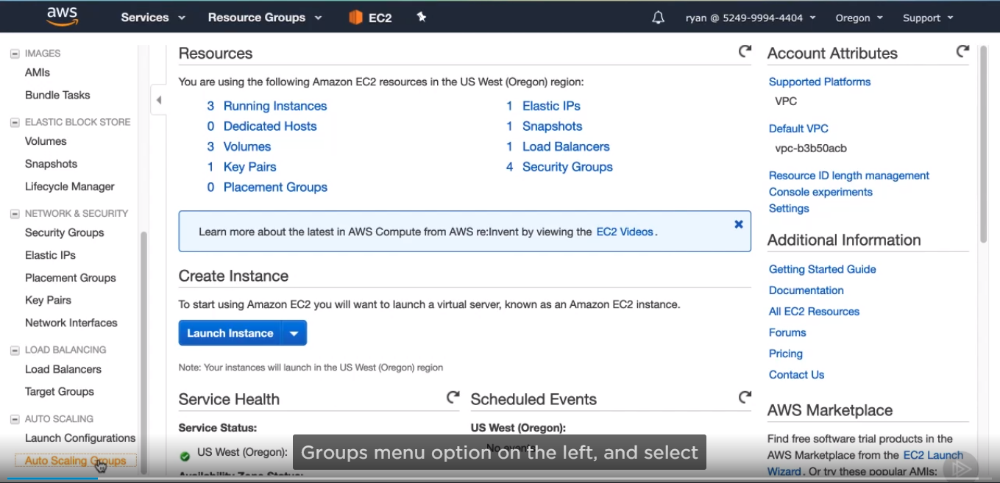 aws Services Resource Groups EC2 ryan @ 5249-9994-4404 Oregon Support
IMAGES
AMIs
Bundle Tasks
ELASTIC BLOCK STORE
Volumes
Snapshots
Lifecycle Manager
NETWORK & SECURITY
Security Groups
Elastic IPs
Placement Groups
Key Pairs
Network Interfaces
LOAD BALANCING
Load Balancers
Target Groups
AUTO SCALING
Launch Configurations
Auto Scaling Groups
Resources
You are using the following Amazon EC2 resources in the US West (Oregon) region:
3 Running Instances
0 Dedicated Hosts
3 Volumes
1 Key Pairs
0 Placement Groups
1 Elastic IPs
1 Snapshots
1 Load Balancers
4 Security Groups
Learn more about the latest in AWS Compute from AWS re:Invent by viewing the EC2 Videos.
Create Instance
To start using Amazon EC2 you will want to launch a virtual server, known as an Amazon EC2 instance.
Launch Instance
Note: Your instances will launch in the US West (Oregon) region
Service Health
Service Status:
US West (Oregon):
Availability Zone Status:
Scheduled Events
US West (Oregon):
No events
Groups menu option on the left, and select
Account Attributes
Supported Platforms
VPC
Default VPC
vpc-b3b50acb
Resource ID length management
Console experiments
Settings
Additional Information
Getting Started Guide
Documentation
All EC2 Resources
Forums
Pricing
Contact Us
AWS Marketplace
Find free software trial products in the
AWS Marketplace from the EC2 Launch
Wizard. Or try these popular AMIs: